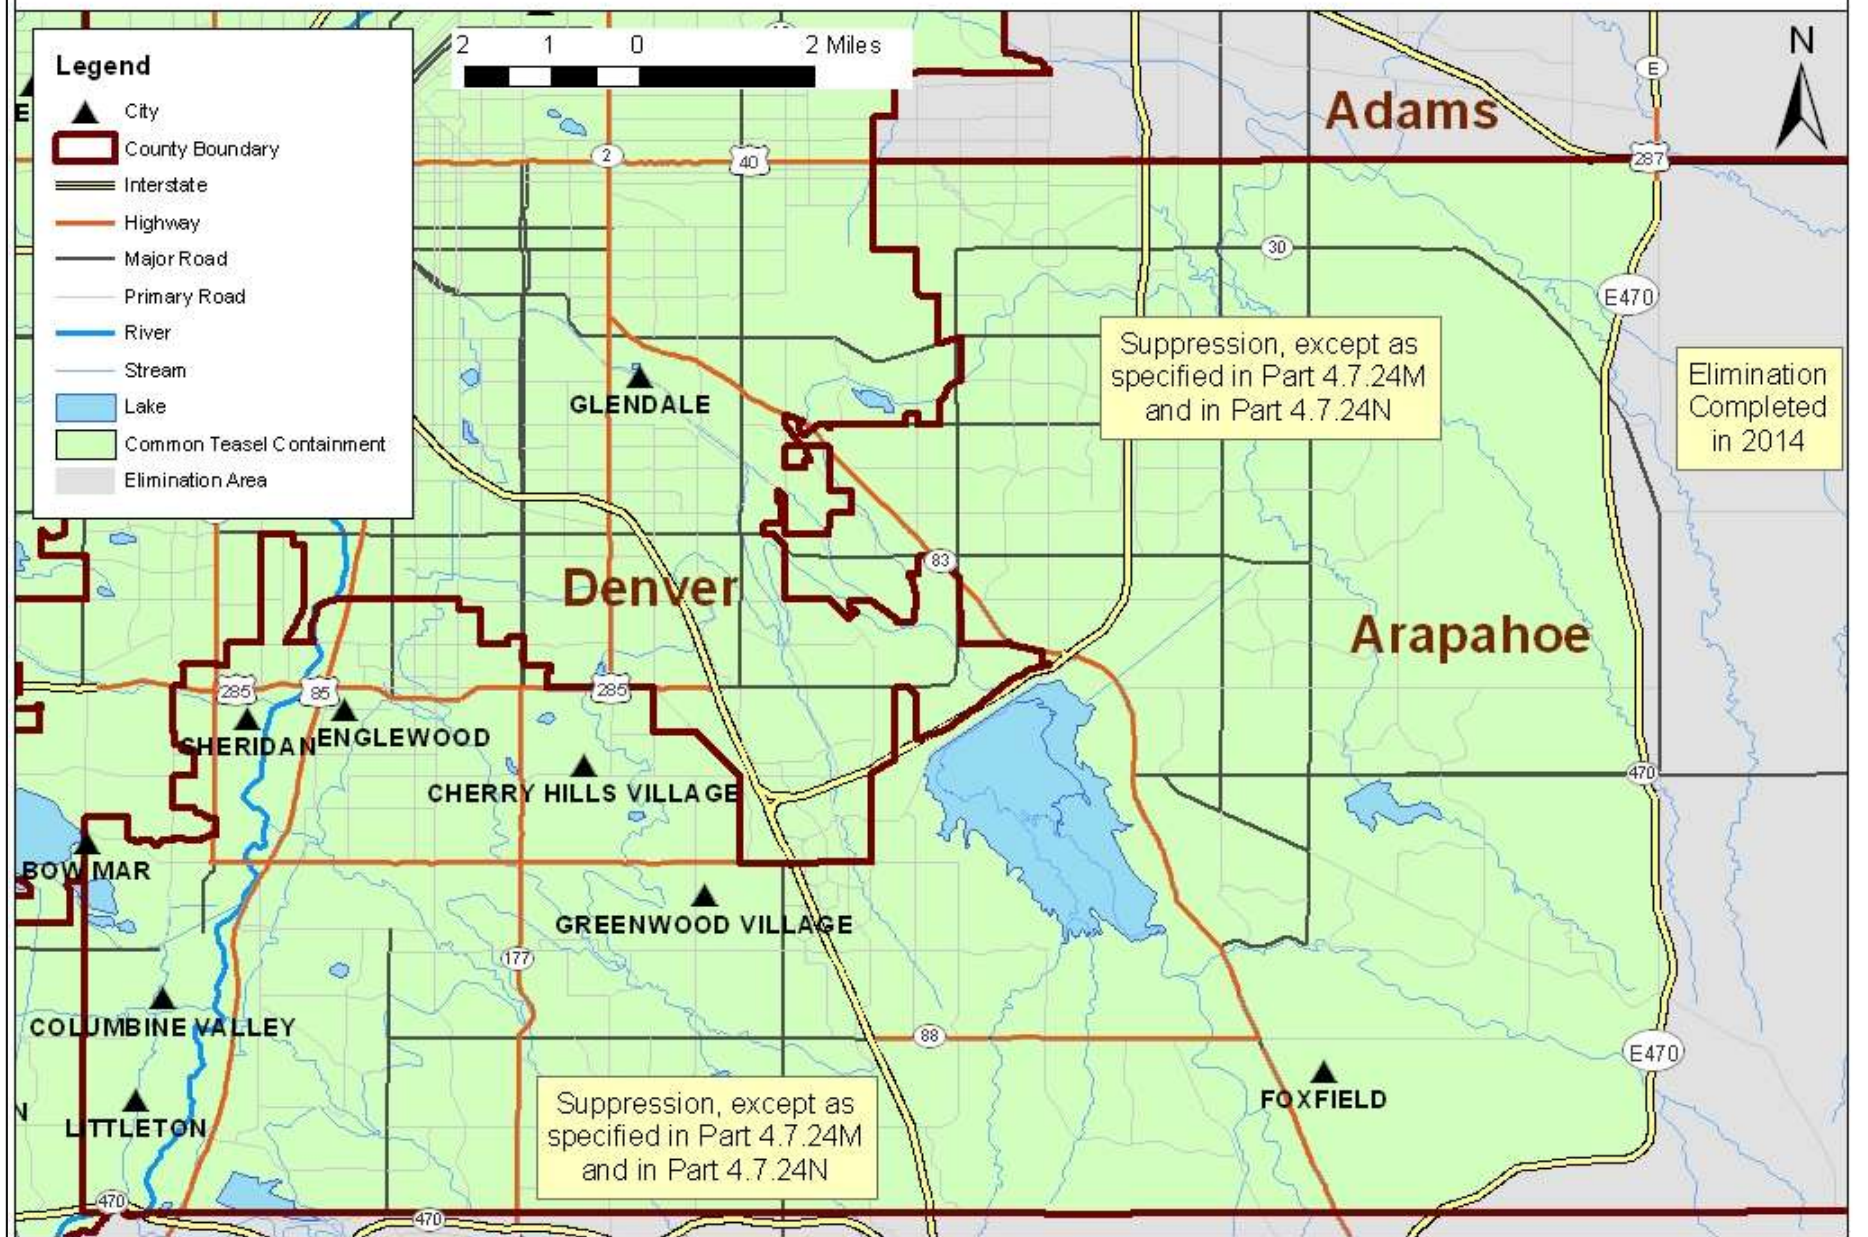 Legend
City
County Boundary
Interstate
Highway
Major Road
Primary Road
River
Stream
Lake
Common Teasel Containment
Elimination Area
2 1 0 2 Miles
N
E
Adams
E
2
40
287
30
E470
Suppression, except as
specified in Part 4.7.24M
and in Part 4.7.24N
Elimination
Completed
in 2014
GLENDALE
83
Denver
Arapahoe
285
85
285
SHERIDAN
ENGLEWOOD
CHERRY HILLS VILLAGE
470
BOW MAR
GREENWOOD VILLAGE
177
COLUMBINE VALLEY
88
E470
FOXFIELD
N
LITTLETON
Suppression, except as
specified in Part 4.7.24M
and in Part 4.7.24N
470
470